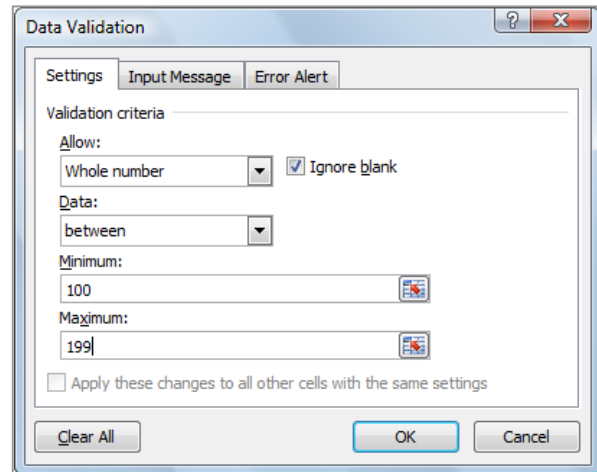 Data Validation
?
Settings Input Message Error Alert
Validation criteria
Allow:
Whole number Ignore blank
Data:
between
Minimum:
100
Maximum:
199
Apply these changes to all other cells with the same settings
Clear All OK Cancel